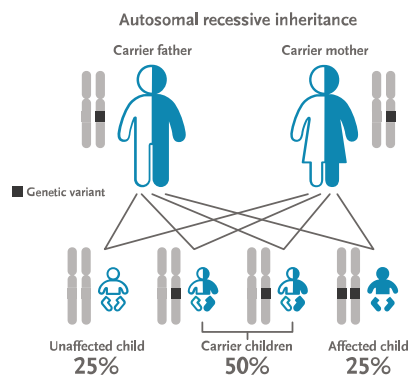 Autosomal recessive inheritance
Carrier father
Carrier mother
Genetic variant
Unaffected child
25%
Carrier children
50%
Affected child
25%